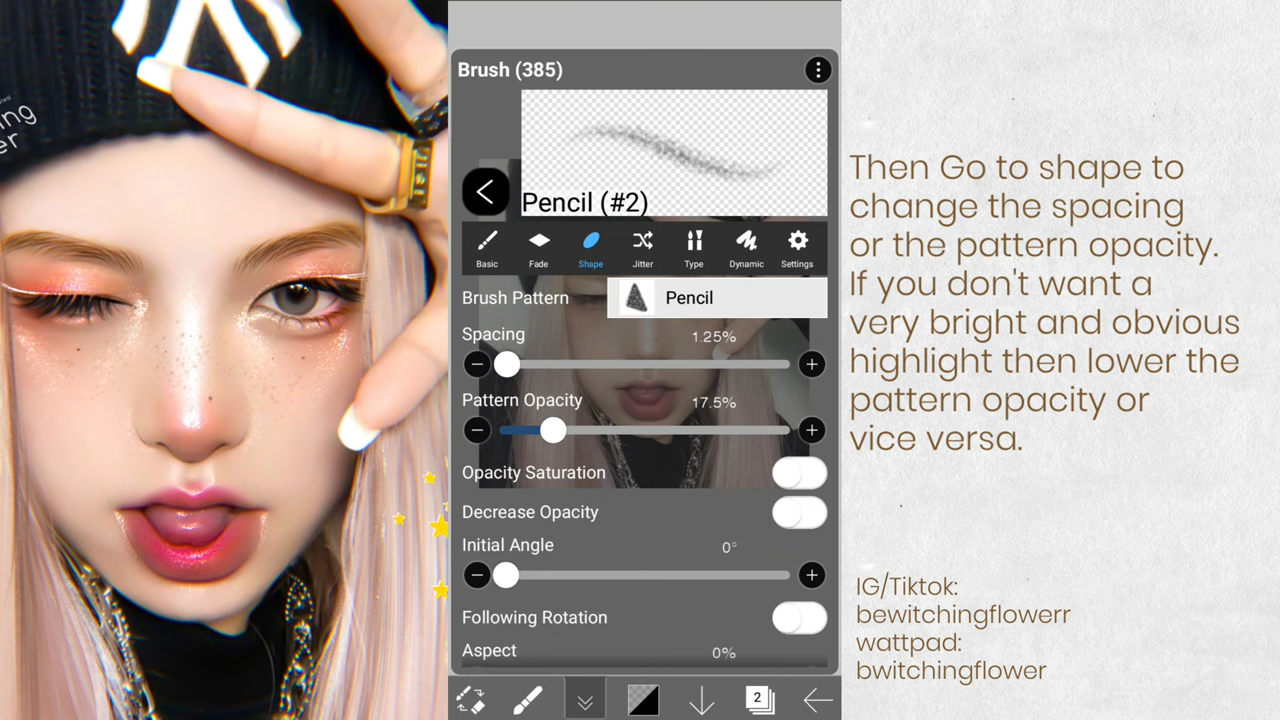 ing
er
Brush (385)
Pencil (#2)
Basic
Fade
Shape
Jitter
Type
Dynamic
Settings
Brush Pattern
Pencil
Spacing
1.25%
Pattern Opacity
17.5%
Opacity Saturation
Decrease Opacity
Initial Angle
0°
Following Rotation
Aspect
0%
2
Then Go to shape to
change the spacing
or the pattern opacity.
If you don't want a
very bright and obvious
highlight then lower the
pattern opacity or
vice versa.
IG/Tiktok:
bewitchingflowerr
wattpad:
bwitchingflower